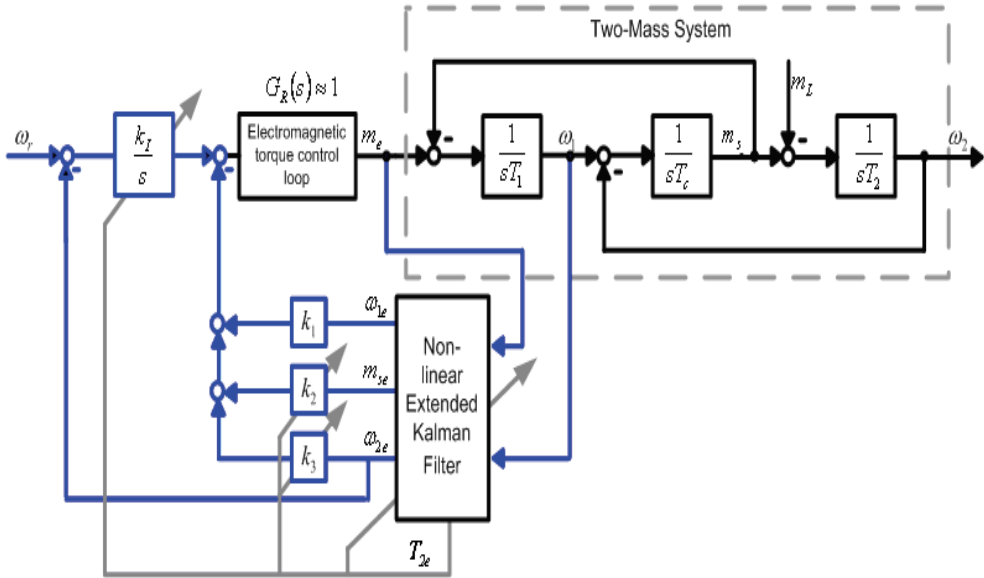 Two-Mass System
G_R(s) ≈ 1
ω_r
k_I
s
Electromagnetic
torque control
loop
m_e
1
sT_1
ω_1
1
sT_c
m_s
m_L
1
sT_2
ω_2
-
-
-
-
-
k_1
k_2
k_3
ω_1e
m_se
ω_2e
Non-
linear
Extended
Kalman
Filter
T_2e